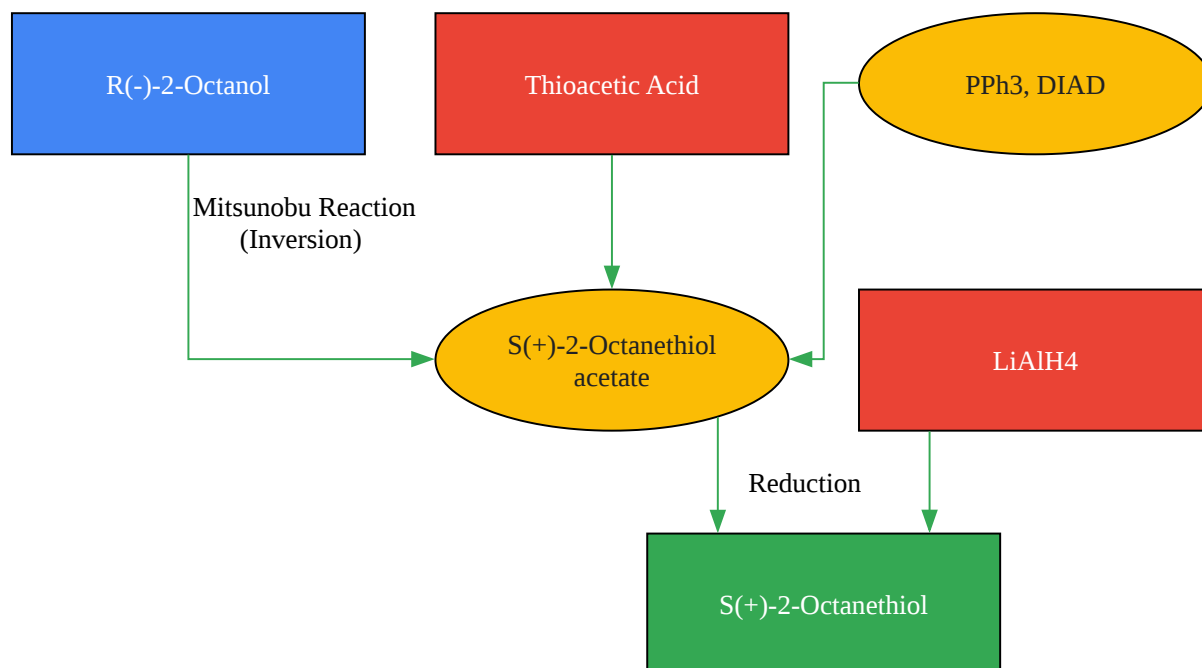 R(-)-2-Octanol
Thioacetic Acid
PPh3, DIAD
Mitsunobu Reaction
(Inversion)
S(+)-2-Octanethiol
acetate
LiAlH4
Reduction
S(+)-2-Octanethiol